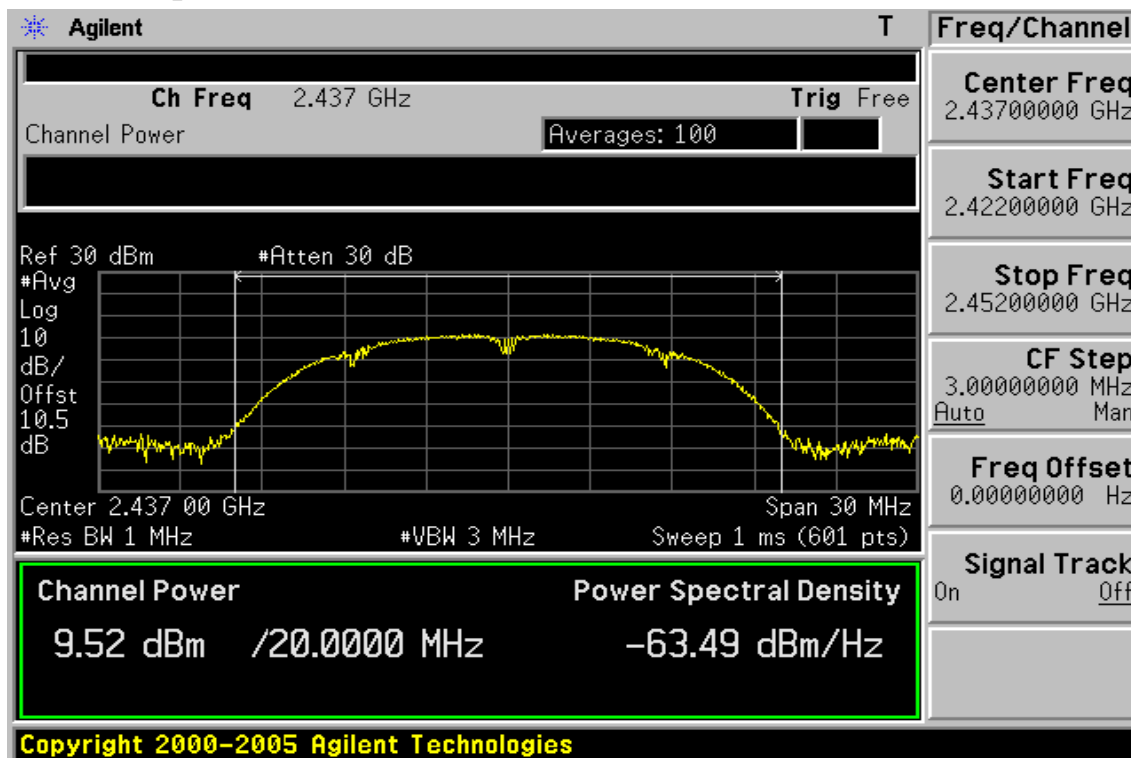 Agilent T
Ch Freq 2.437 GHz Trig Free
Channel Power Averages: 100
Ref 30 dBm #Atten 30 dB
#Avg
Log
10
dB/
Offst
10.5
dB
Center 2.437 00 GHz Span 30 MHz
#Res BW 1 MHz #VBW 3 MHz Sweep 1 ms (601 pts)
Channel Power Power Spectral Density
9.52 dBm /20.0000 MHz -63.49 dBm/Hz
Copyright 2000-2005 Agilent Technologies
Freq/Channel
Center Freq
2.43700000 GHz
Start Freq
2.42200000 GHz
Stop Freq
2.45200000 GHz
CF Step
3.00000000 MHz
Auto Man
Freq Offset
0.00000000 Hz
Signal Track
On Off